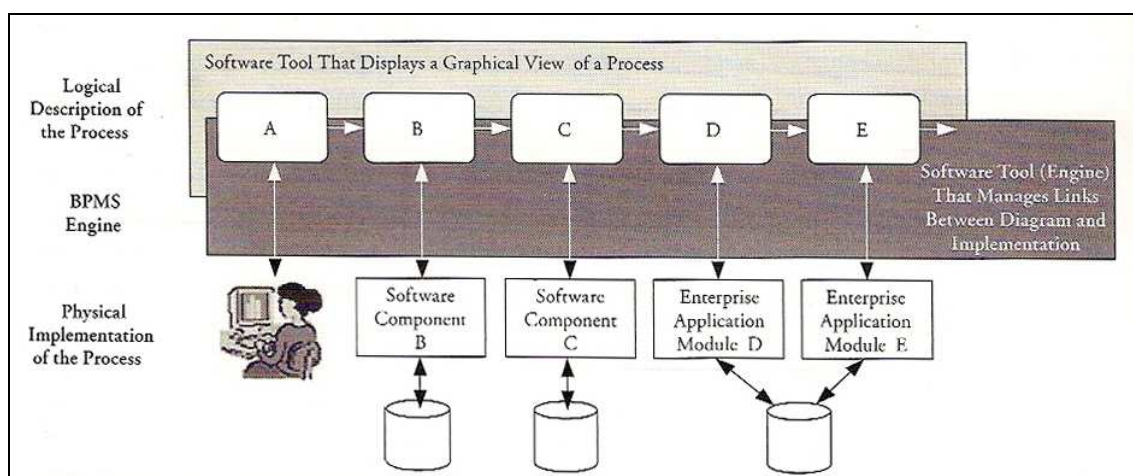 Software Tool That Displays a Graphical View of a Process
Logical
Description of
the Process
A
B
C
D
E
BPMS
Engine
Software Tool (Engine)
That Manages Links
Between Diagram and
Implementation
Physical
Implementation
of the Process
Software
Component
B
Software
Component
C
Enterprise
Application
Module D
Enterprise
Application
Module E